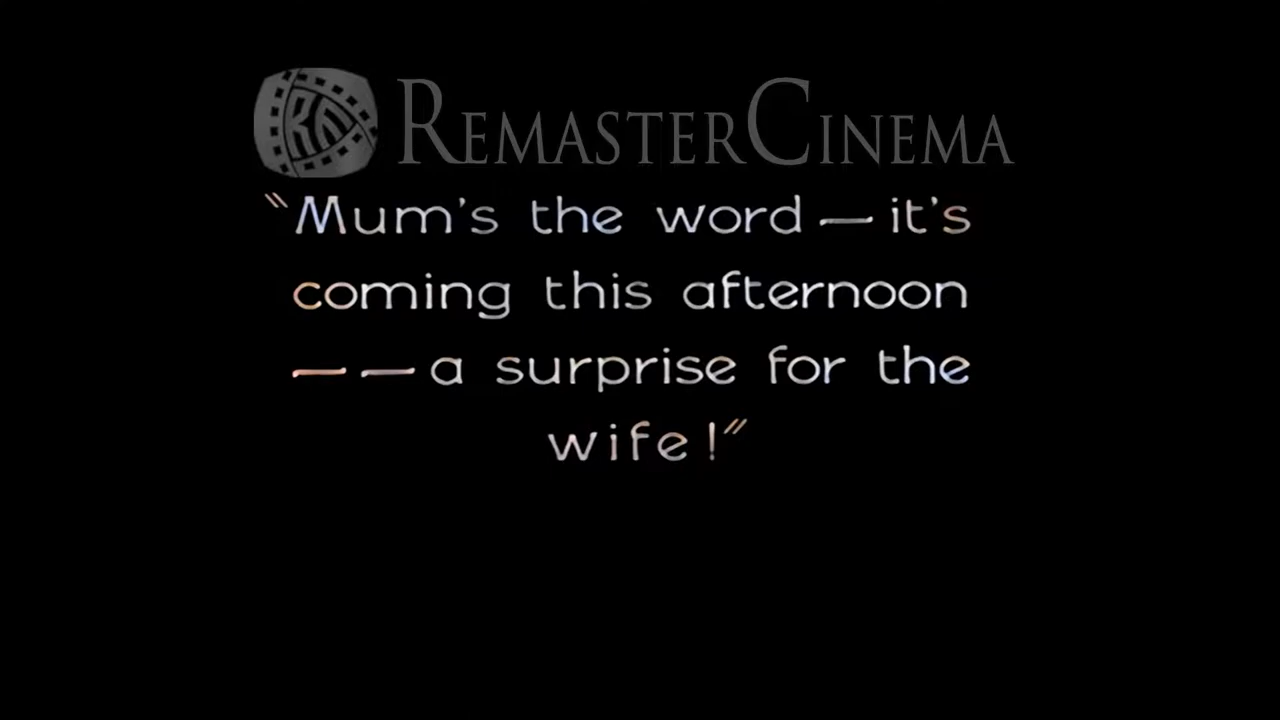 REMASTERCINEMA
"Mum's the word — it's
coming this afternoon
— — a surprise for the
wife!"